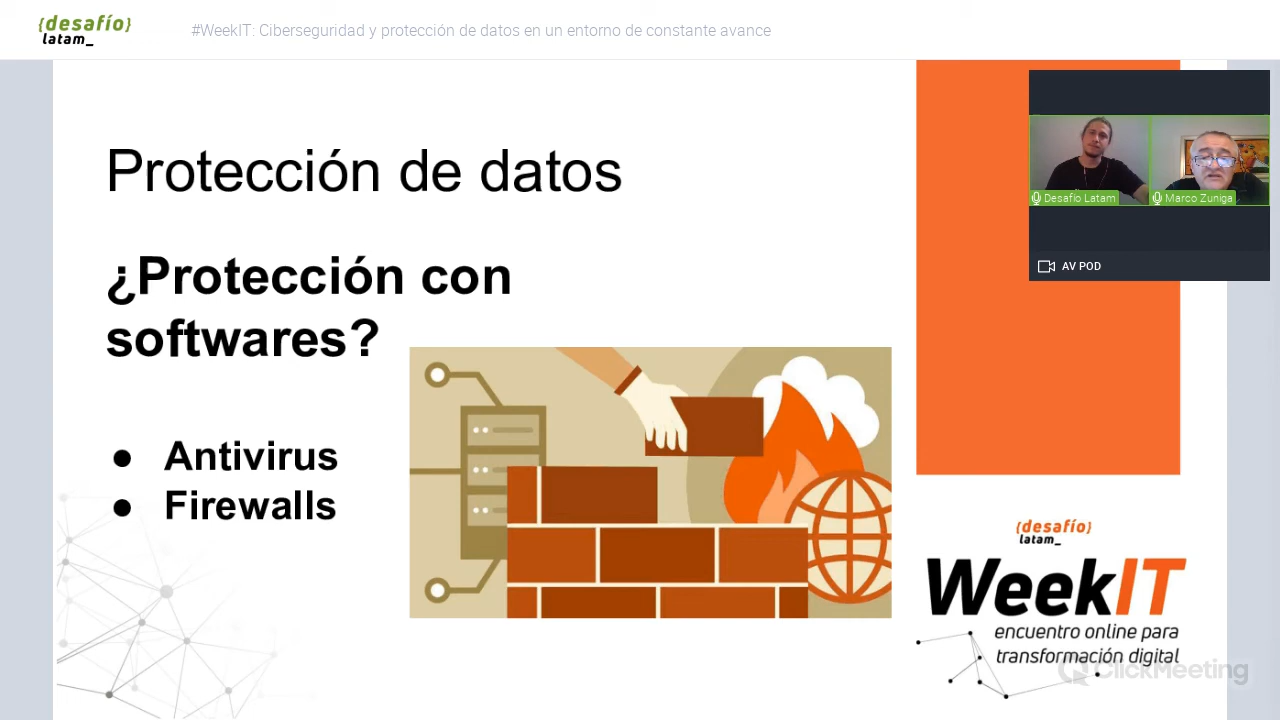 {desafío}
latam_
#WeekIT: Ciberseguridad y protección de datos en un entorno de constante avance
Protección de datos
¿Protección con
softwares?
● Antivirus
● Firewalls
Desafío Latam
Marco Zuniga
AV POD
{desafío}
latam_
WeekIT
encuentro online para
transformación digital
ClickMeeting